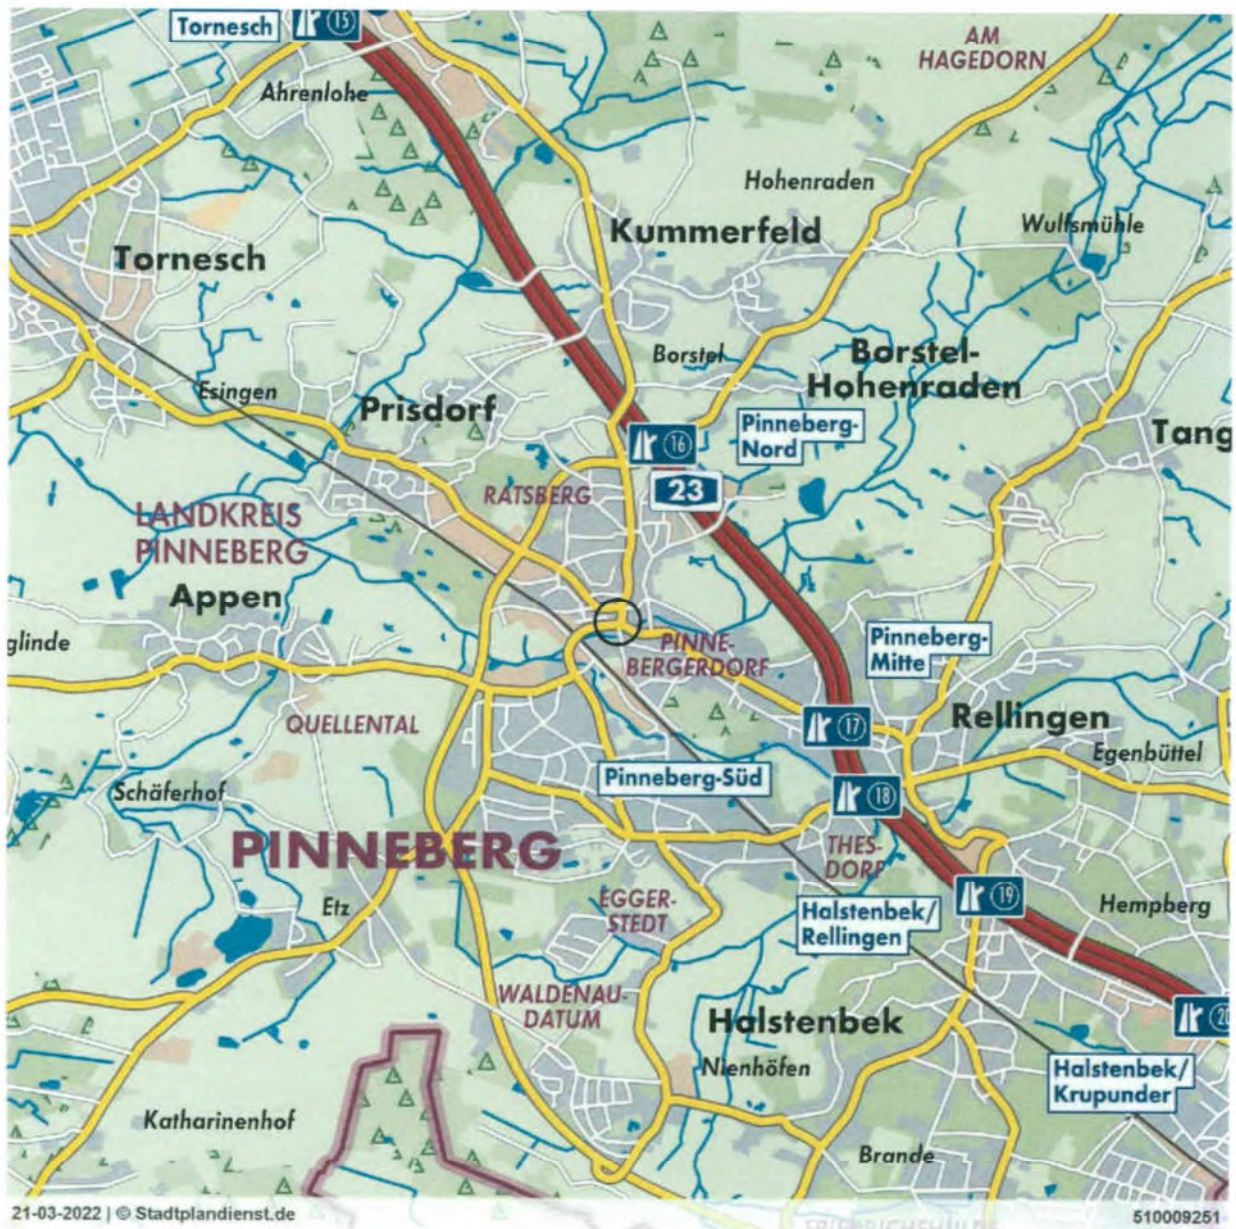 Tornesch
15
AM
HAGEDORN
Ahrenlohe
Hohenraden
Kummerfeld
Wulfsmühle
Tornesch
Borstel
Borstel-
Hohenraden
Esingen
Prisdorf
Pinneberg-
Nord
16
Tang
23
RATSBERG
LANDKREIS
PINNEBERG
Appen
glinde
PINNE-
BERGERDORF
Pinneberg-
Mitte
QUELLENTAL
17
Rellingen
Egenbüttel
Schäferhof
Pinneberg-Süd
18
PINNEBERG
THES-
DORF
Etz
EGGER-
STEDT
Halstenbek/
Rellingen
19
Hempberg
WALDENAU-
DATUM
Halstenbek
20
Nienhöfen
Halstenbek/
Krupunder
Katharinenhof
Brande
21-03-2022 | © Stadtplandienst.de
510009251